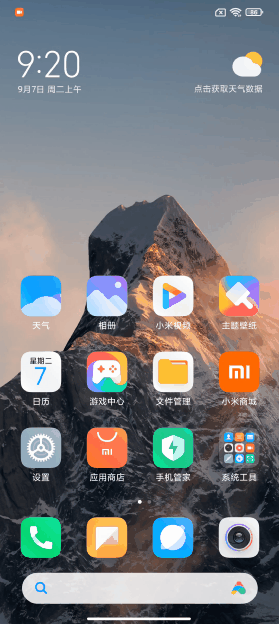 86
9:20
9月7日 周二上午
点击获取天气数据
天气
相册
小米视频
主题壁纸
星期二
7
mi
日历
游戏中心
文件管理
小米商城
mi
设置
应用商店
手机管家
系统工具